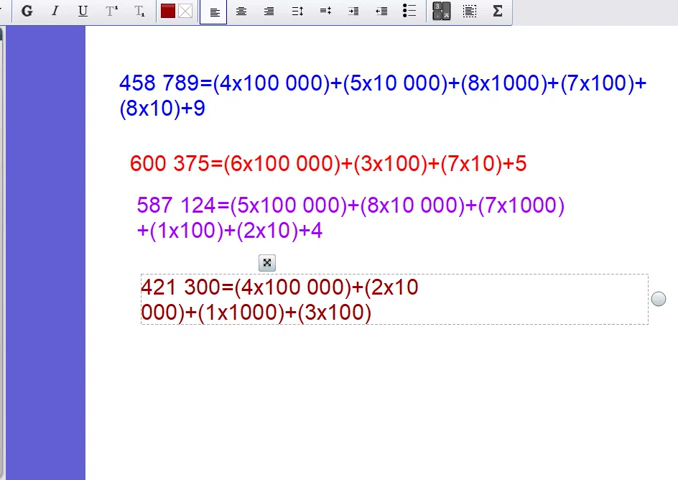 G I U T T Σ
458 789=(4x100 000)+(5x10 000)+(8x1000)+(7x100)+
(8x10)+9
600 375=(6x100 000)+(3x100)+(7x10)+5
587 124=(5x100 000)+(8x10 000)+(7x1000)
+(1x100)+(2x10)+4
421 300=(4x100 000)+(2x10
000)+(1x1000)+(3x100)